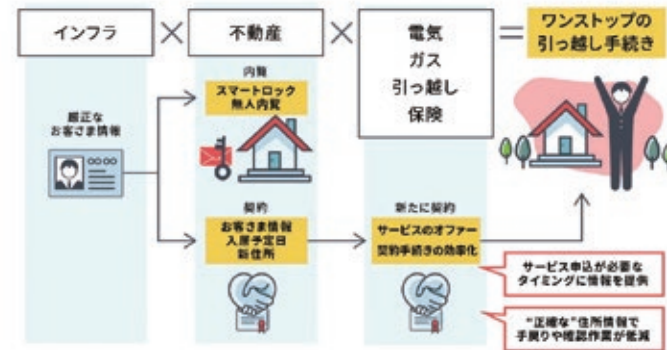 インフラ
×
不動産
×
電気
ガス
引っ越し
保険
=
ワンストップの
引っ越し手続き
厳正な
お客さま情報
内覧
スマートロック
無人内覧
契約
お客さま情報
入居予定日
新住所
新たに契約
サービスのオファー
契約手続きの効率化
サービス申込が必要な
タイミングに情報を提供
“正確な”住所情報で
手戻りや確認作業が低減